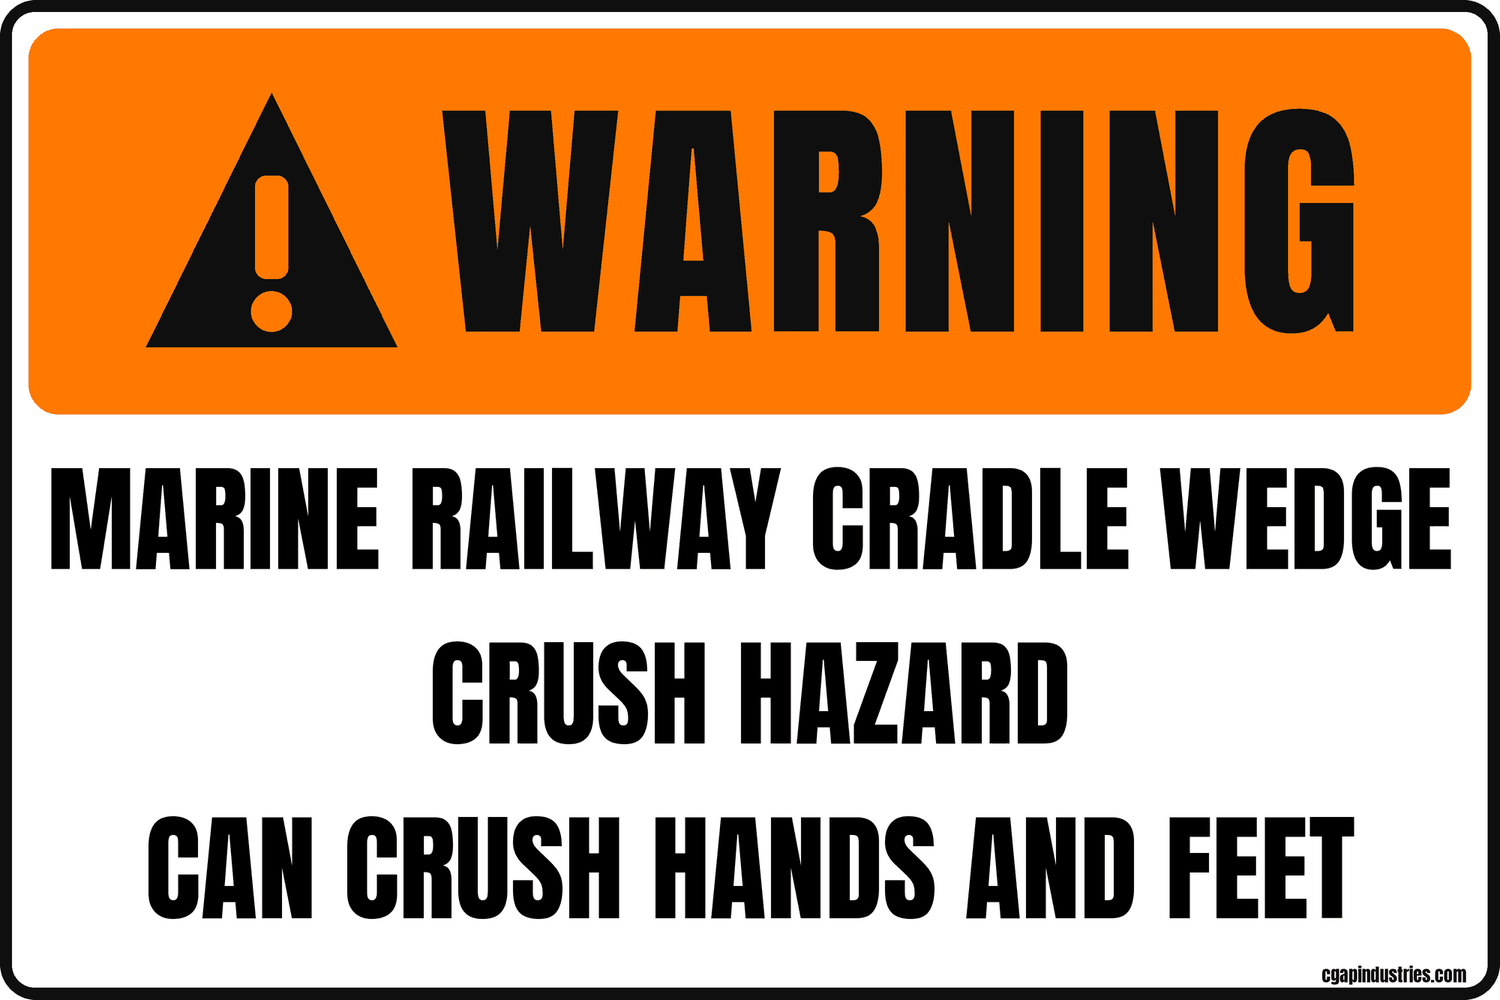 WARNING
MARINE RAILWAY CRADLE WEDGE
CRUSH HAZARD
CAN CRUSH HANDS AND FEET
cgapindustries.com